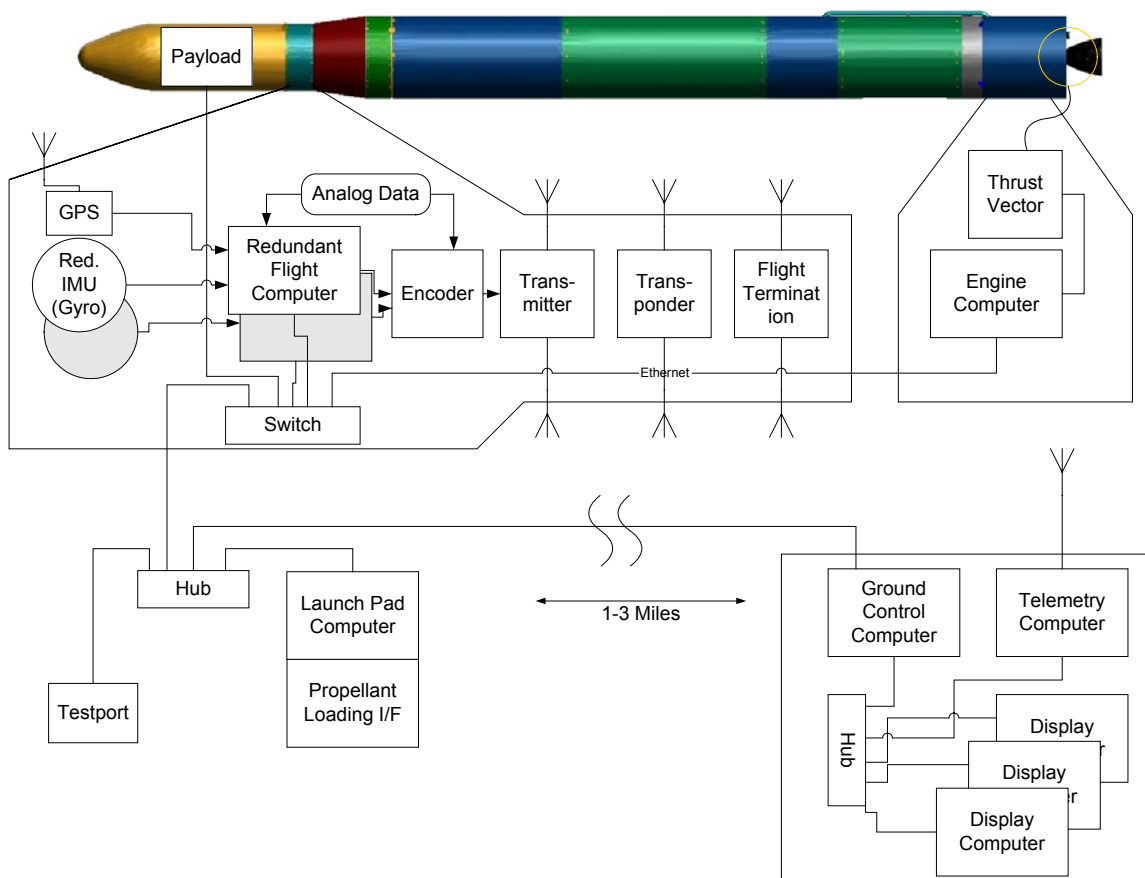 Payload
GPS
Red.
IMU
(Gyro)
Analog Data
Redundant
Flight
Computer
Encoder
Trans-
mitter
Trans-
ponder
Flight
Terminat
ion
Thrust
Vector
Engine
Computer
Ethernet
Switch
Hub
Launch Pad
Computer
Propellant
Loading I/F
Testport
1-3 Miles
Ground
Control
Computer
Telemetry
Computer
Hub
Display
er
Display
er
Display
Computer